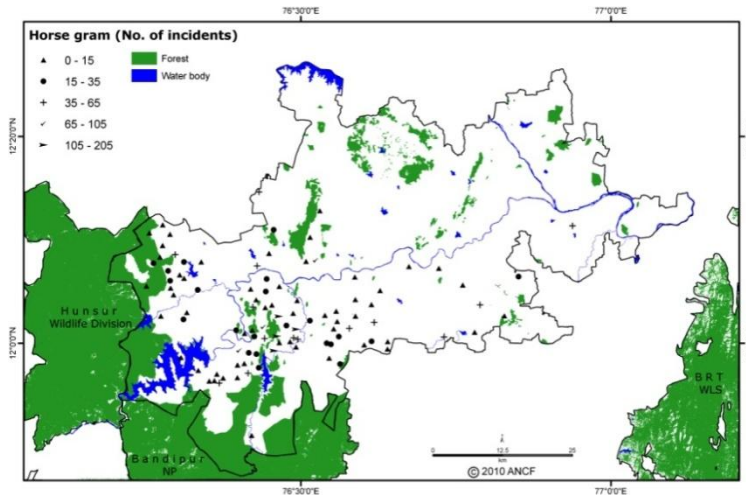 76°30'0"E 77°0'0"E
Horse gram (No. of incidents)
0 - 15
15 - 35
35 - 65
65 - 105
105 - 205
Forest
Water body
12°20'0"N
12°0'0"N
Hunsur
Wildlife Division
BRT
WLS
Bandipur
NP
0 12.5 25
km
© 2010 ANCF
76°30'0"E 77°0'0"E